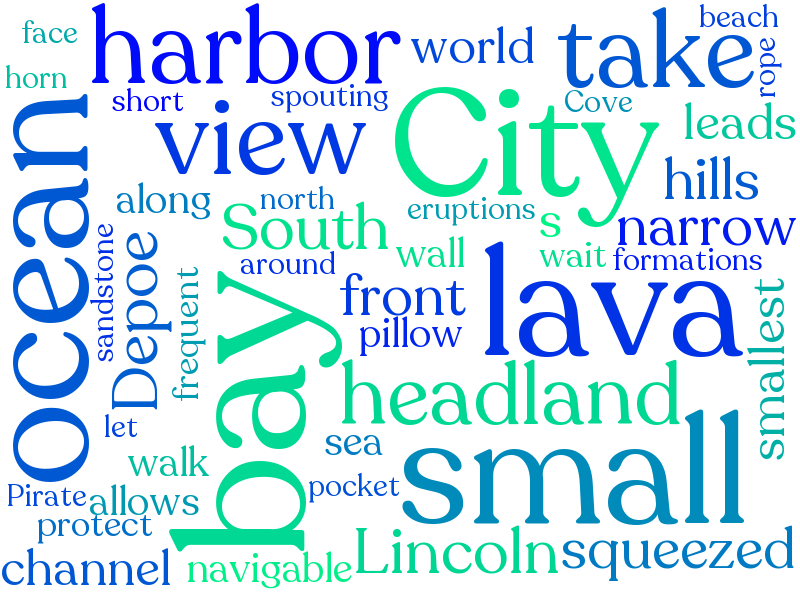 face
harbor
world
take
beach
horn
short
spouting
Cove
rope
ocean
view
City
leads
along
north
eruptions
hills
South
s
narrow
sandstone
Depoe
around
wall
wait
formations
frequent
bay
front
pillow
lava
smallest
let
headland
walk
sea
small
Pirate
allows
pocket
protect
channel
navigable
Lincoln
squeezed